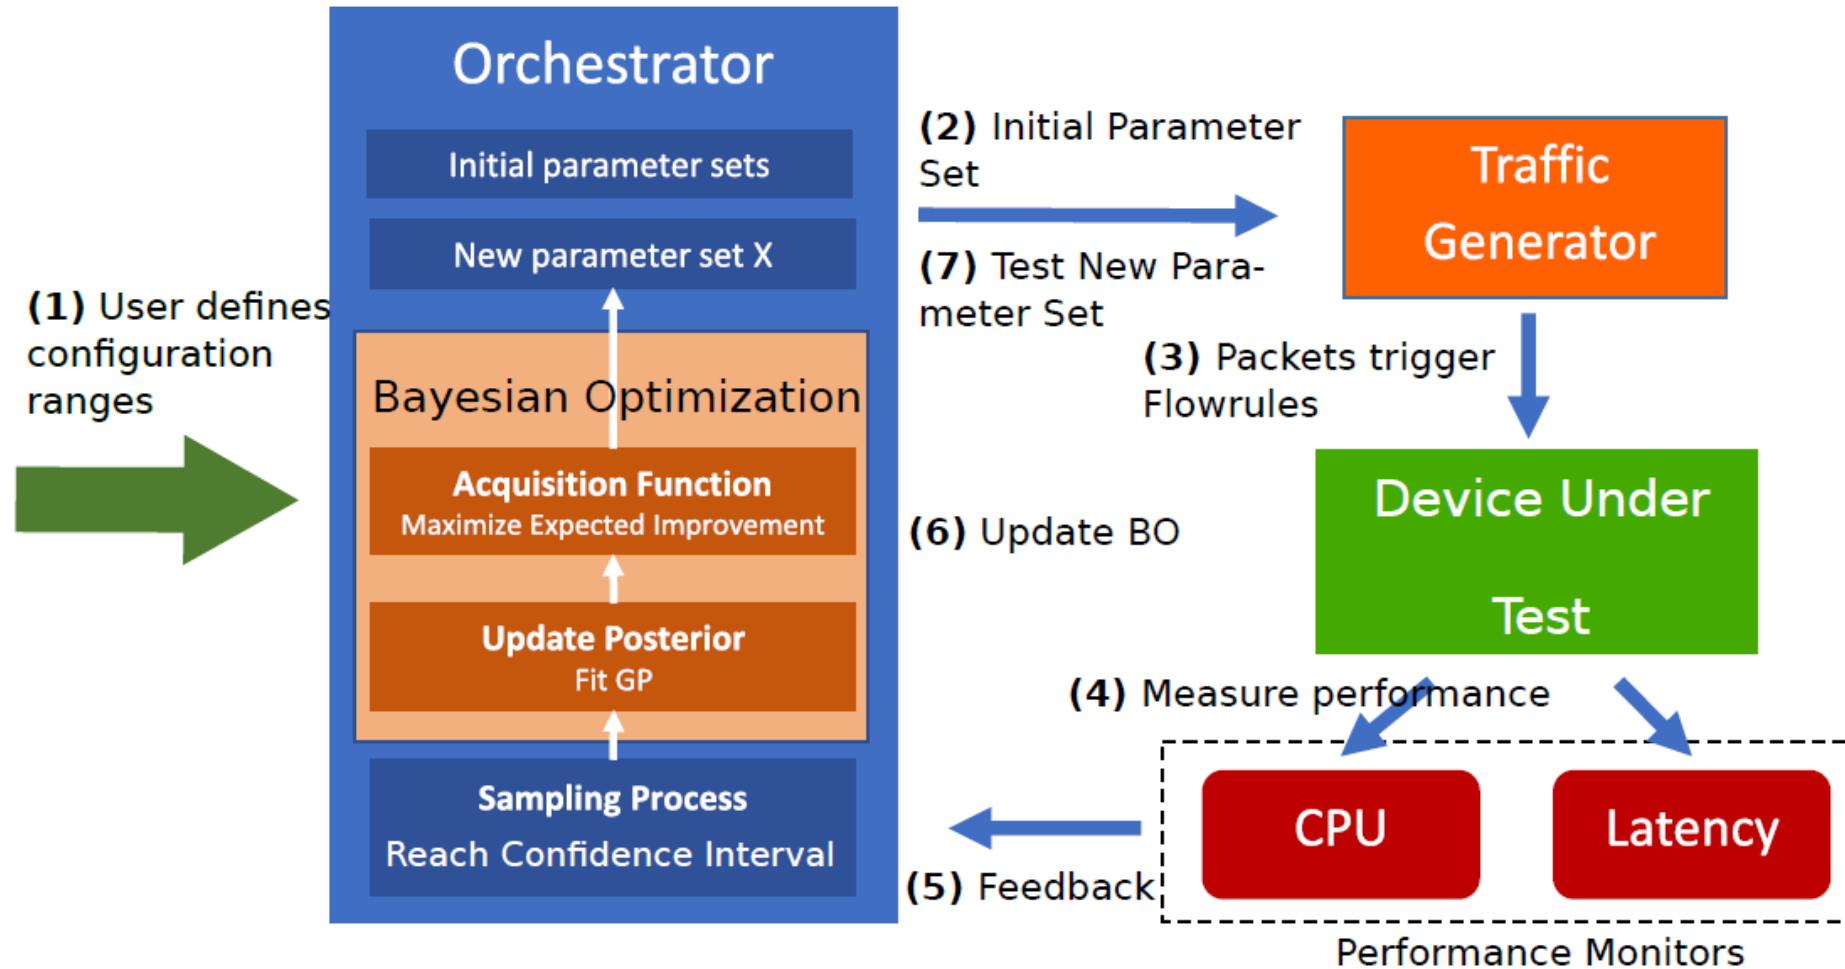 Orchestrator
Initial parameter sets
New parameter set X
(1) User defines
configuration
ranges
Bayesian Optimization
Acquisition Function
Maximize Expected Improvement
Update Posterior
Fit GP
Sampling Process
Reach Confidence Interval
(2) Initial Parameter
Set
(7) Test New Para-
meter Set
Traffic
Generator
(3) Packets trigger
Flowrules
Device Under
Test
(6) Update BO
(4) Measure performance
CPU
Latency
(5) Feedback
Performance Monitors